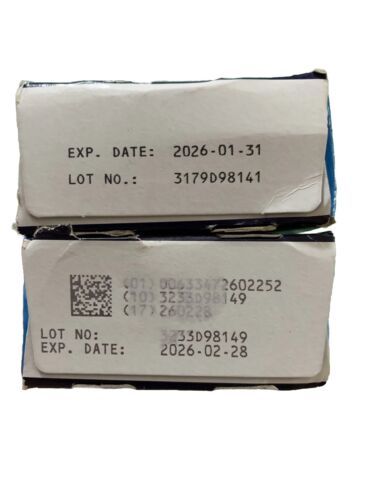 EXP. DATE: 2026-01-31
LOT NO.: 3179D98141
(01)00633472602252
(10)3233D98149
(17)260228
LOT NO: 3233D98149
EXP. DATE: 2026-02-28